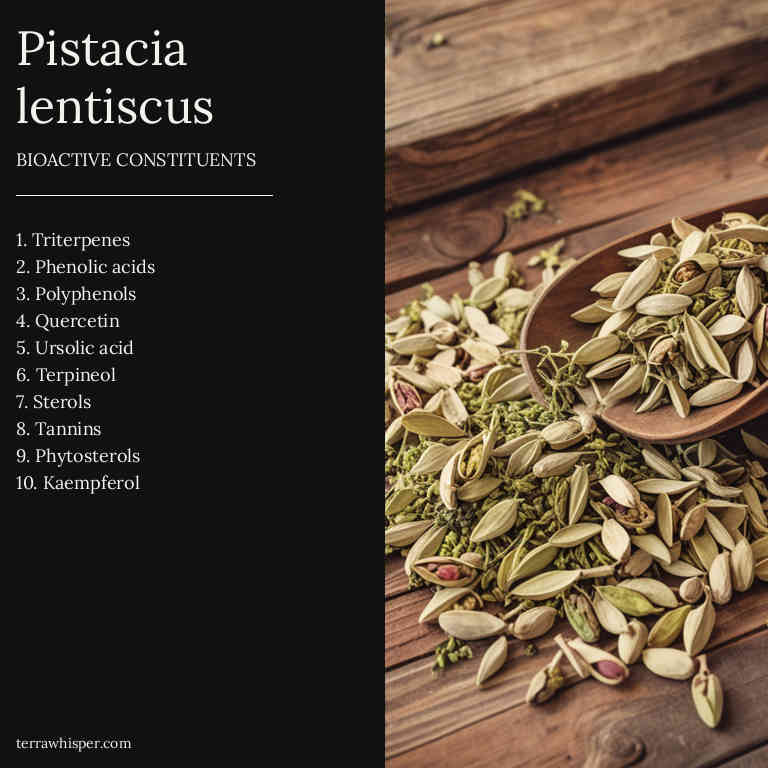 Pistacia
lentiscus
BIOACTIVE CONSTITUENTS
1. Triterpenes
2. Phenolic acids
3. Polyphenols
4. Quercetin
5. Ursolic acid
6. Terpineol
7. Sterols
8. Tannins
9. Phytosterols
10. Kaempferol
terrawhisper.com